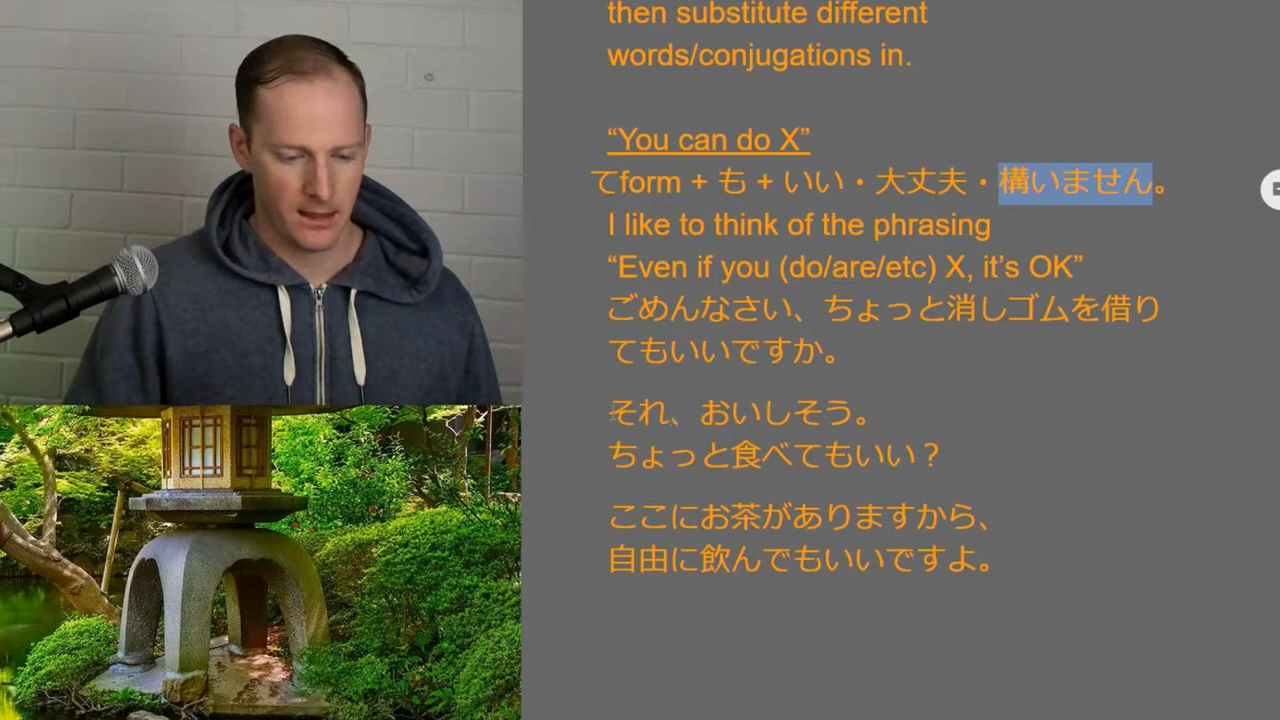 then substitute different
words/conjugations in.
“You can do X”
てform + も + いい・大丈夫・構いません。
I like to think of the phrasing
“Even if you (do/are/etc) X, it’s OK”
ごめんなさい、ちょっと消しゴムを借り
てもいいですか。
それ、おいしそう。
ちょっと食べてもいい？
ここにお茶がありますから、
自由に飲んでもいいですよ。